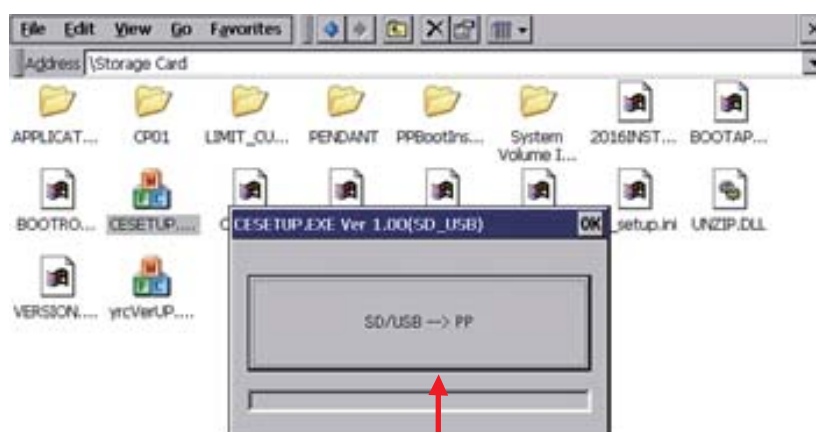 File Edit View Go Favorites
Address \Storage Card
APPLICAT... CP01 LIMIT_CU... PENDANT PPBootIns... System Volume I... 2016INST... BOOTAP...
BOOTRO... CESETUP.... _setup.ini UNZIP.DLL
CESETUP.EXE Ver 1.00(SD_USB) OK
VERSION.... yrcVerUP....
SD/USB --> PP